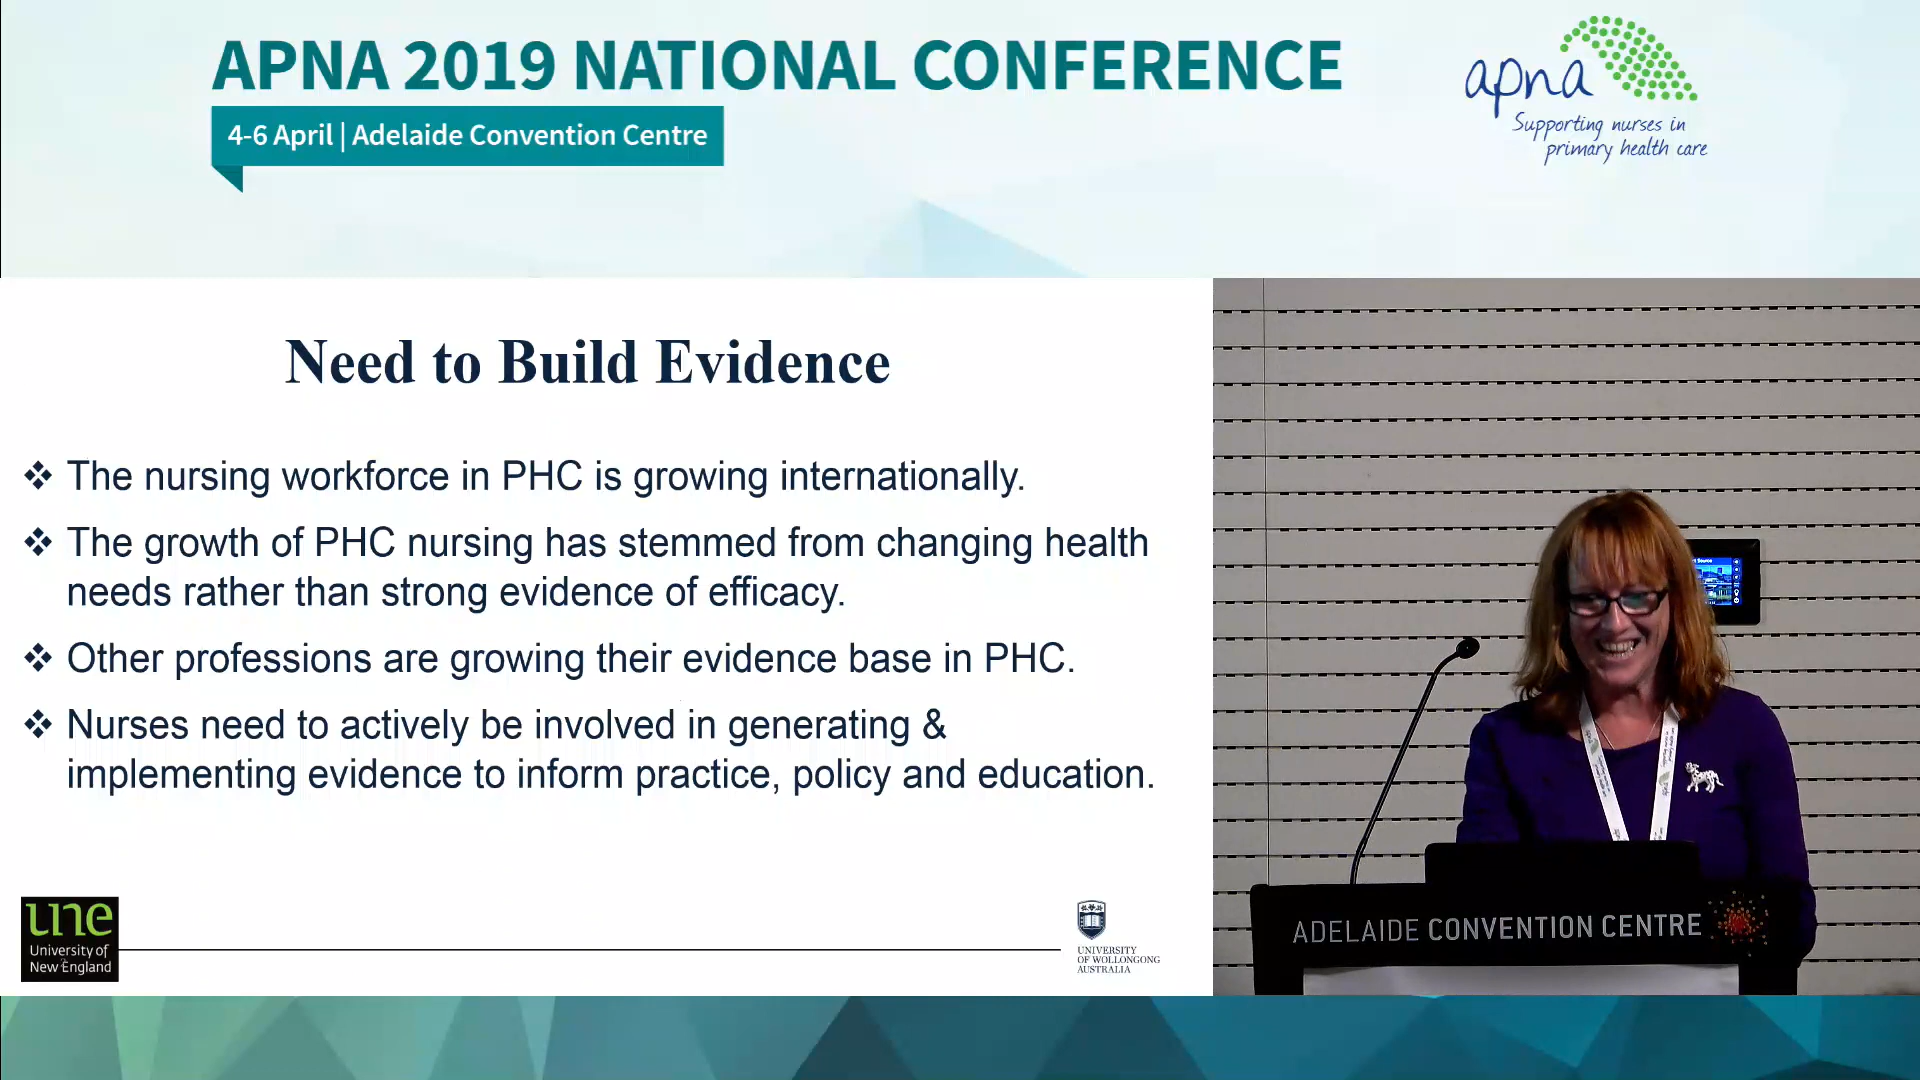 APNA 2019 NATIONAL CONFERENCE
4-6 April | Adelaide Convention Centre
apna
Supporting nurses in
primary health care
Need to Build Evidence
❖ The nursing workforce in PHC is growing internationally.
❖ The growth of PHC nursing has stemmed from changing health
needs rather than strong evidence of efficacy.
❖ Other professions are growing their evidence base in PHC.
❖ Nurses need to actively be involved in generating &
implementing evidence to inform practice, policy and education.
une
University of
New England
UNIVERSITY
OF WOLLONGONG
AUSTRALIA
ADELAIDE CONVENTION CENTRE